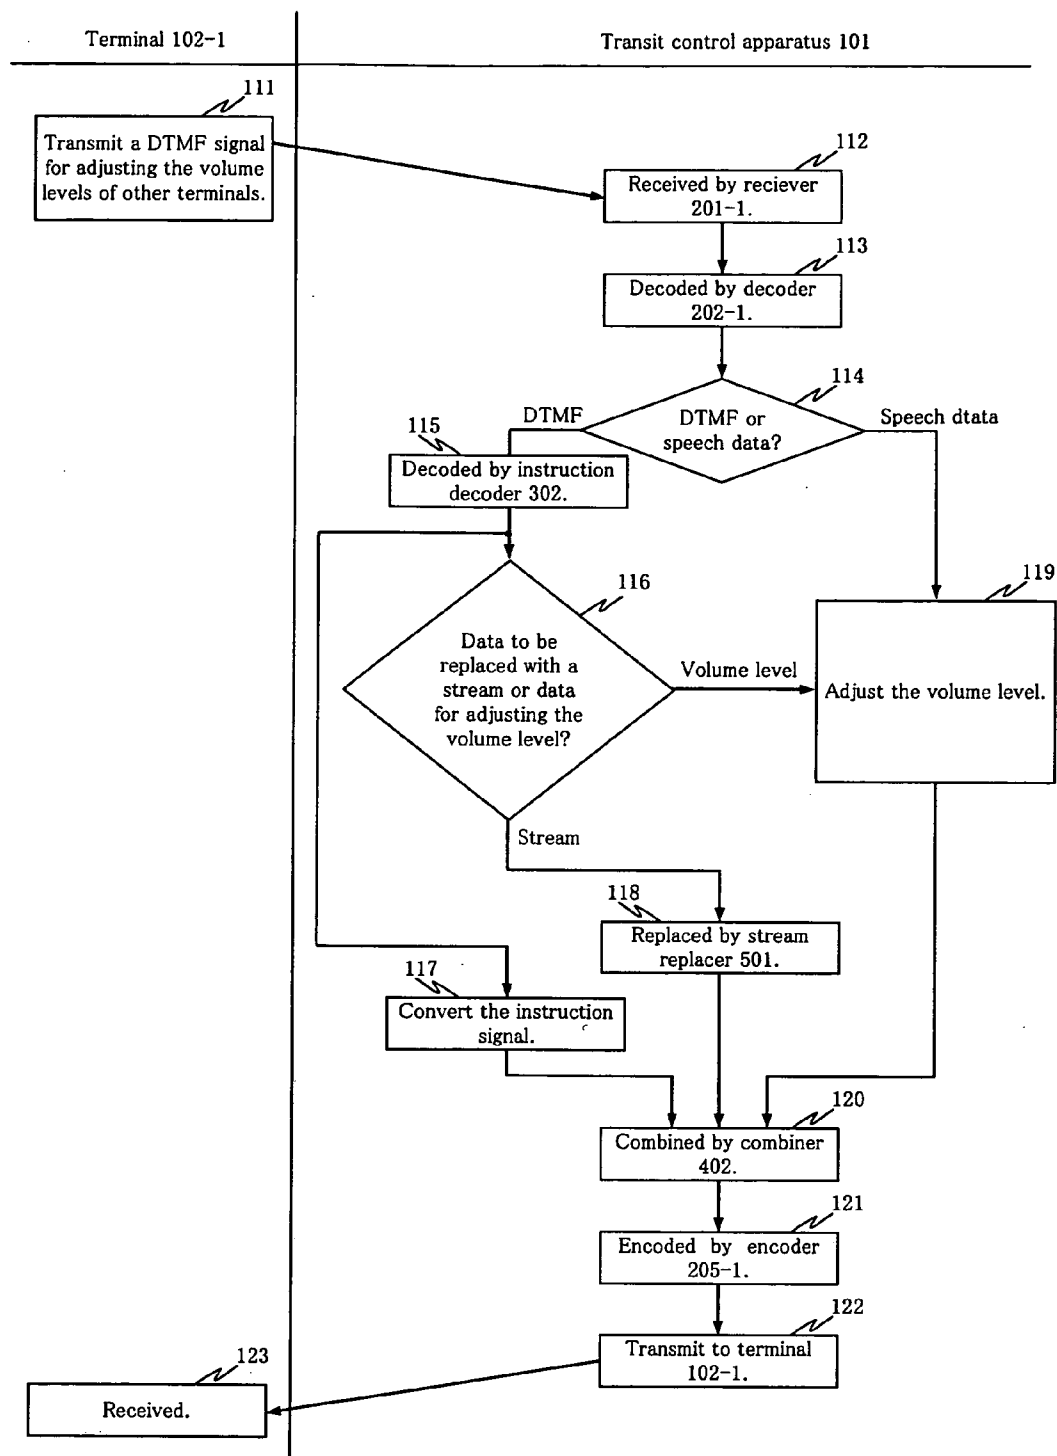 Terminal 102-1
Transit control apparatus 101
111
Transmit a DTMF signal
for adjusting the volume
levels of other terminals.
112
Received by reciever
201-1.
113
Decoded by decoder
202-1.
114
DTMF or
speech data?
DTMF
Speech dtata
115
Decoded by instruction
decoder 302.
116
Data to be
replaced with a
stream or data
for adjusting the
volume level?
Volume level
119
Adjust the volume level.
Stream
118
Replaced by stream
replacer 501.
117
Convert the instruction
signal.
120
Combined by combiner
402.
121
Encoded by encoder
205-1.
122
Transmit to terminal
102-1.
123
Received.